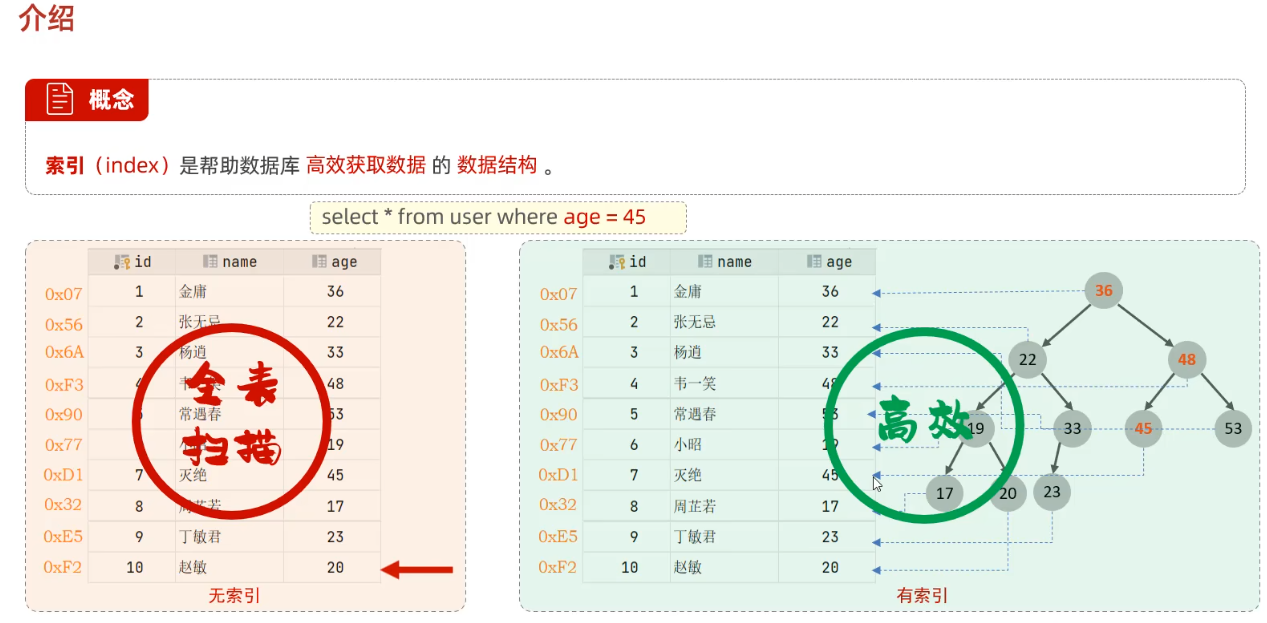 介绍
概念
索引（index）是帮助数据库 高效获取数据 的 数据结构 。
select * from user where age = 45
id name age
0x07 1 金庸 36
0x56 2 张无忌 22
0x6A 3 杨逍 33
0xF3 4 韦一笑 48
0x90 5 常遇春 53
0x77 6 小昭 19
0xD1 7 灭绝 45
0x32 8 周芷若 17
0xE5 9 丁敏君 23
0xF2 10 赵敏 20
全表
扫描
无索引
id name age
0x07 1 金庸 36
0x56 2 张无忌 22
0x6A 3 杨逍 33
0xF3 4 韦一笑 48
0x90 5 常遇春 53
0x77 6 小昭 19
0xD1 7 灭绝 45
0x32 8 周芷若 17
0xE5 9 丁敏君 23
0xF2 10 赵敏 20
高效
36
22 48
19 33 45 53
17 20 23
有索引